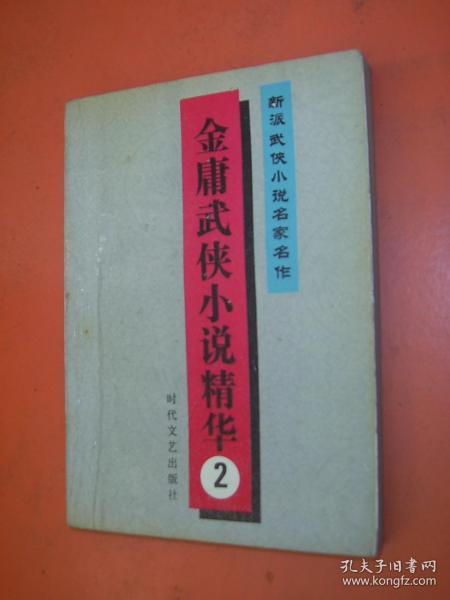 新派武侠小说名家名作
金庸武侠小说精华
2
时代文艺出版社
孔夫子旧书网
www.kongfz.com